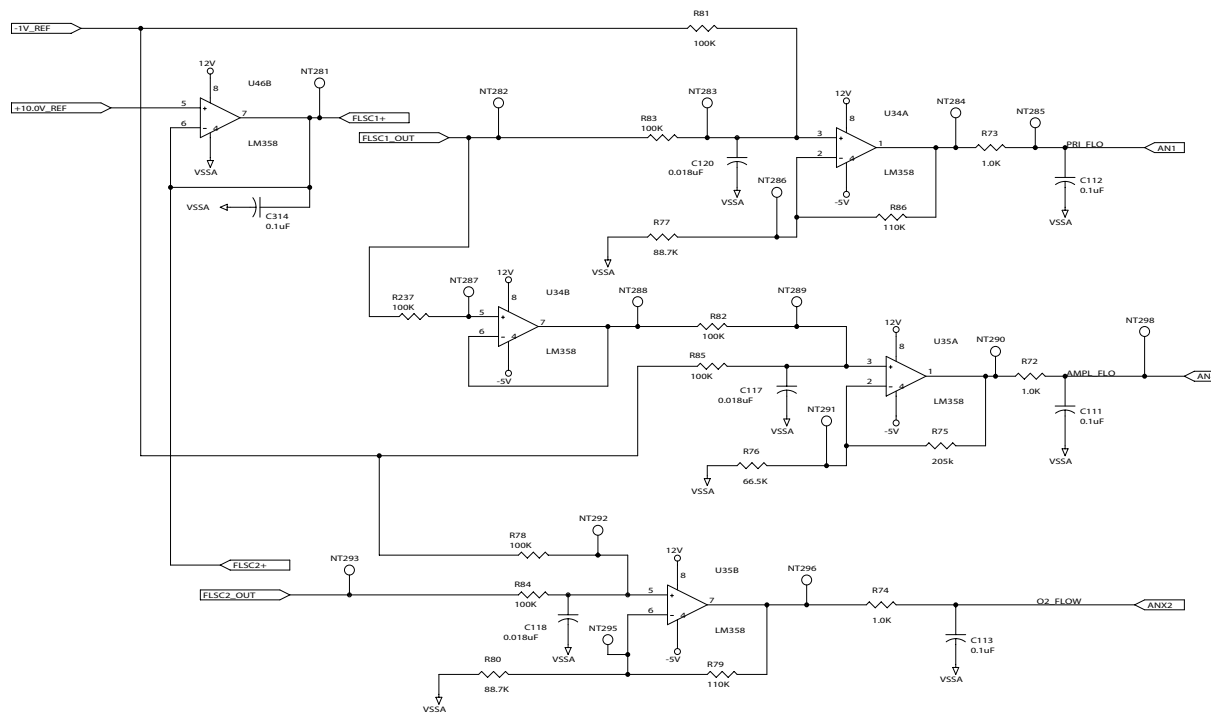 R81
-1V_REF
100K
12V
NT281
U46B
8
NT282
NT283
12V
+10.0V_REF
5
+
7
FLSC1+
6
-
4
LM358
R83
100K
8
U34A
NT284
NT285
R73
FLSC1_OUT
3
+
1
PRI_FLO
AN1
2
-
4
LM358
1.0K
VSSA
C120
0.018uF
NT286
C112
0.1uF
VSSA
-5V
VSSA
C314
0.1uF
R77
R86
110K
VSSA
88.7K
VSSA
12V
NT287
U34B
NT288
NT289
NT298
R237
100K
8
12V
5
+
7
R82
100K
U35A
NT290
6
-
4
LM358
8
R72
R85
100K
3
+
1
AMPL_FLO
AN
2
-
4
LM358
1.0K
-5V
C117
0.018uF
C111
0.1uF
VSSA
NT291
-5V
R75
205k
R76
66.5K
VSSA
VSSA
NT292
R78
100K
12V
NT293
U35B
NT296
FLSC2+
8
R84
100K
R74
FLSC2_OUT
5
+
7
O2_FLOW
ANX2
6
-
4
LM358
1.0K
C118
0.018uF
NT295
C113
0.1uF
VSSA
-5V
R80
88.7K
R79
110K
VSSA
VSSA